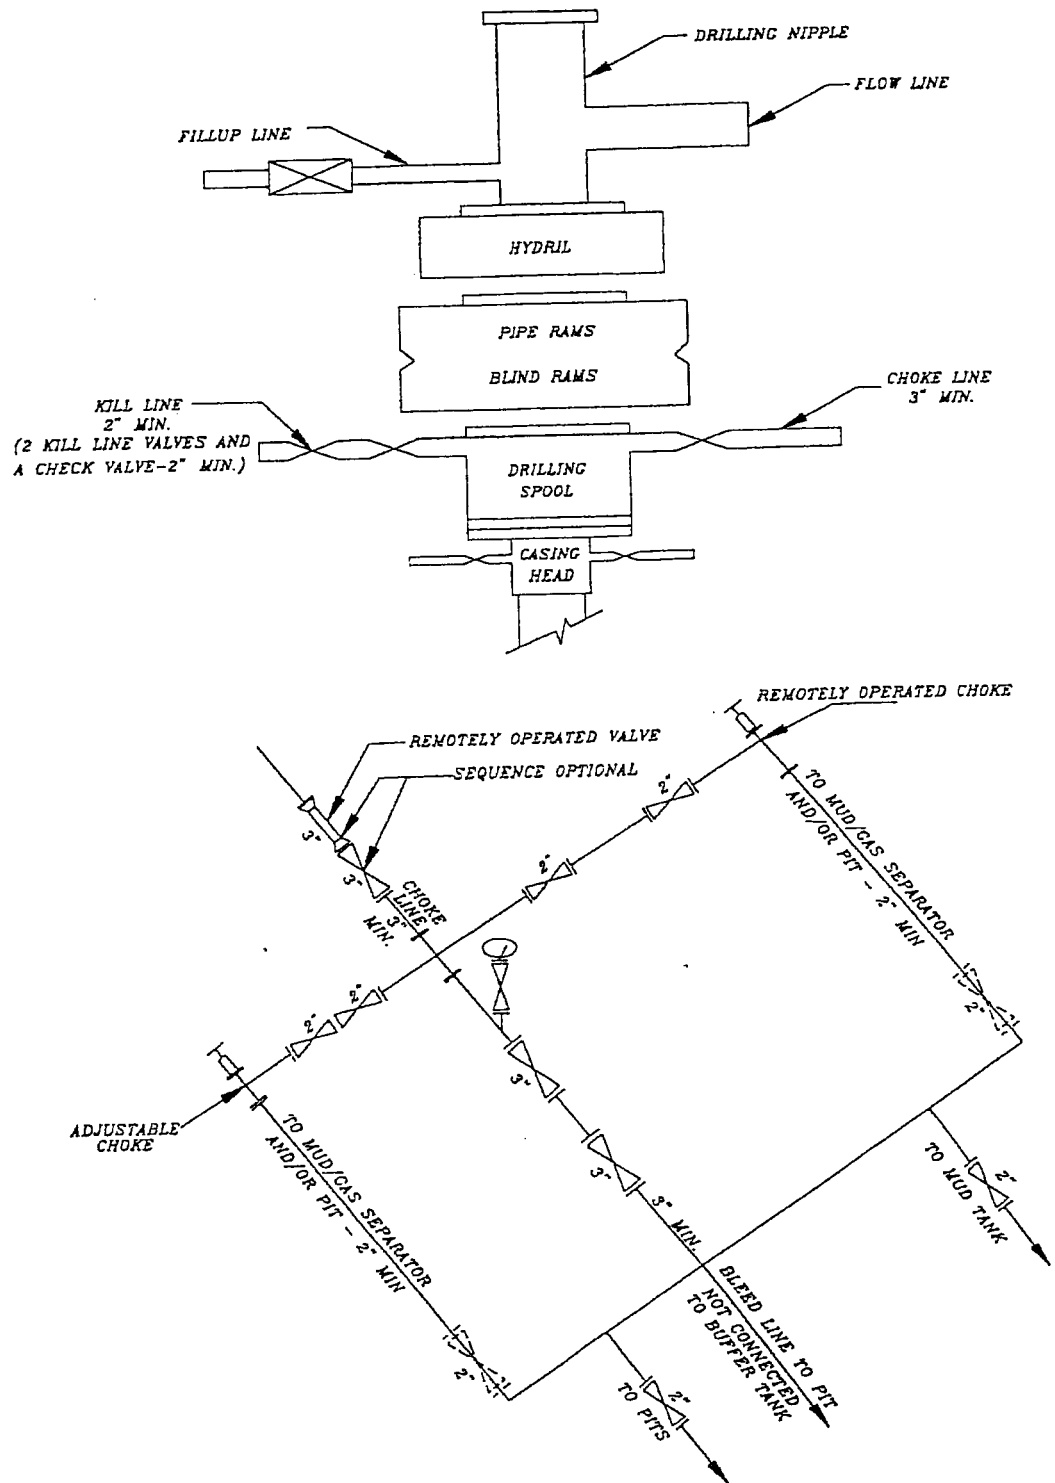 DRILLING NIPPLE
FLOW LINE
FILLUP LINE
HYDRIL
PIPE RAMS
BLIND RAMS
CHOKE LINE
3" MIN.
KILL LINE
2" MIN.
(2 KILL LINE VALVES AND
A CHECK VALVE-2" MIN.)
DRILLING
SPOOL
CASING
HEAD
REMOTELY OPERATED CHOKE
REMOTELY OPERATED VALVE
SEQUENCE OPTIONAL
3"
3"
CHOKE
LINE
3"
MIN.
2"
2"
TO MUD/GAS SEPARATOR
AND/OR PIT - 2" MIN
2"
2"
2"
3"
3"
3" MIN.
ADJUSTABLE
CHOKE
TO MUD/GAS SEPARATOR
AND/OR PIT - 2" MIN
2"
2"
TO MUD TANK
BLEED LINE TO PIT
NOT CONNECTED
TO BUFFER TANK
2"
TO PITS